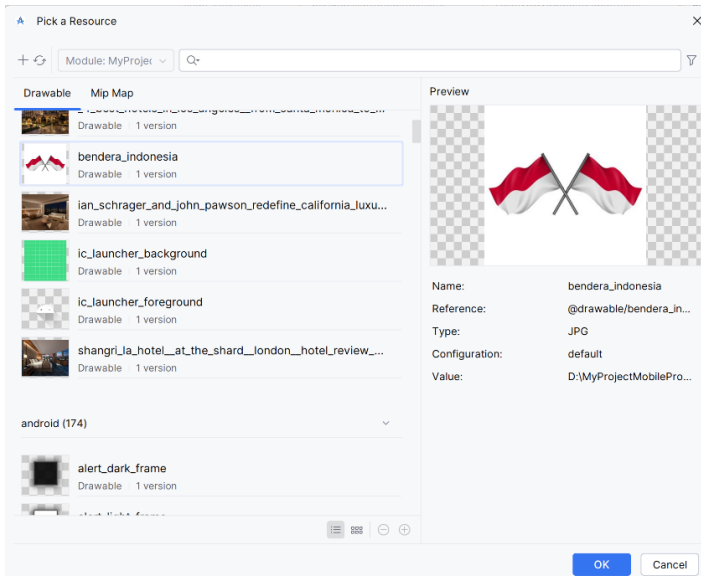 Pick a Resource
Module: MyProjec
Drawable
Mip Map
Drawable 1 version
bendera_indonesia
Drawable 1 version
ian_schrager_and_john_pawson_redefine_california_luxu...
Drawable 1 version
ic_launcher_background
Drawable 1 version
ic_launcher_foreground
Drawable 1 version
shangri_la_hotel__at_the_shard__london__hotel_review_...
Drawable 1 version
android (174)
alert_dark_frame
Drawable 1 version
Preview
Name: bendera_indonesia
Reference: @drawable/bendera_in...
Type: JPG
Configuration: default
Value: D:\MyProjectMobilePro...
OK
Cancel